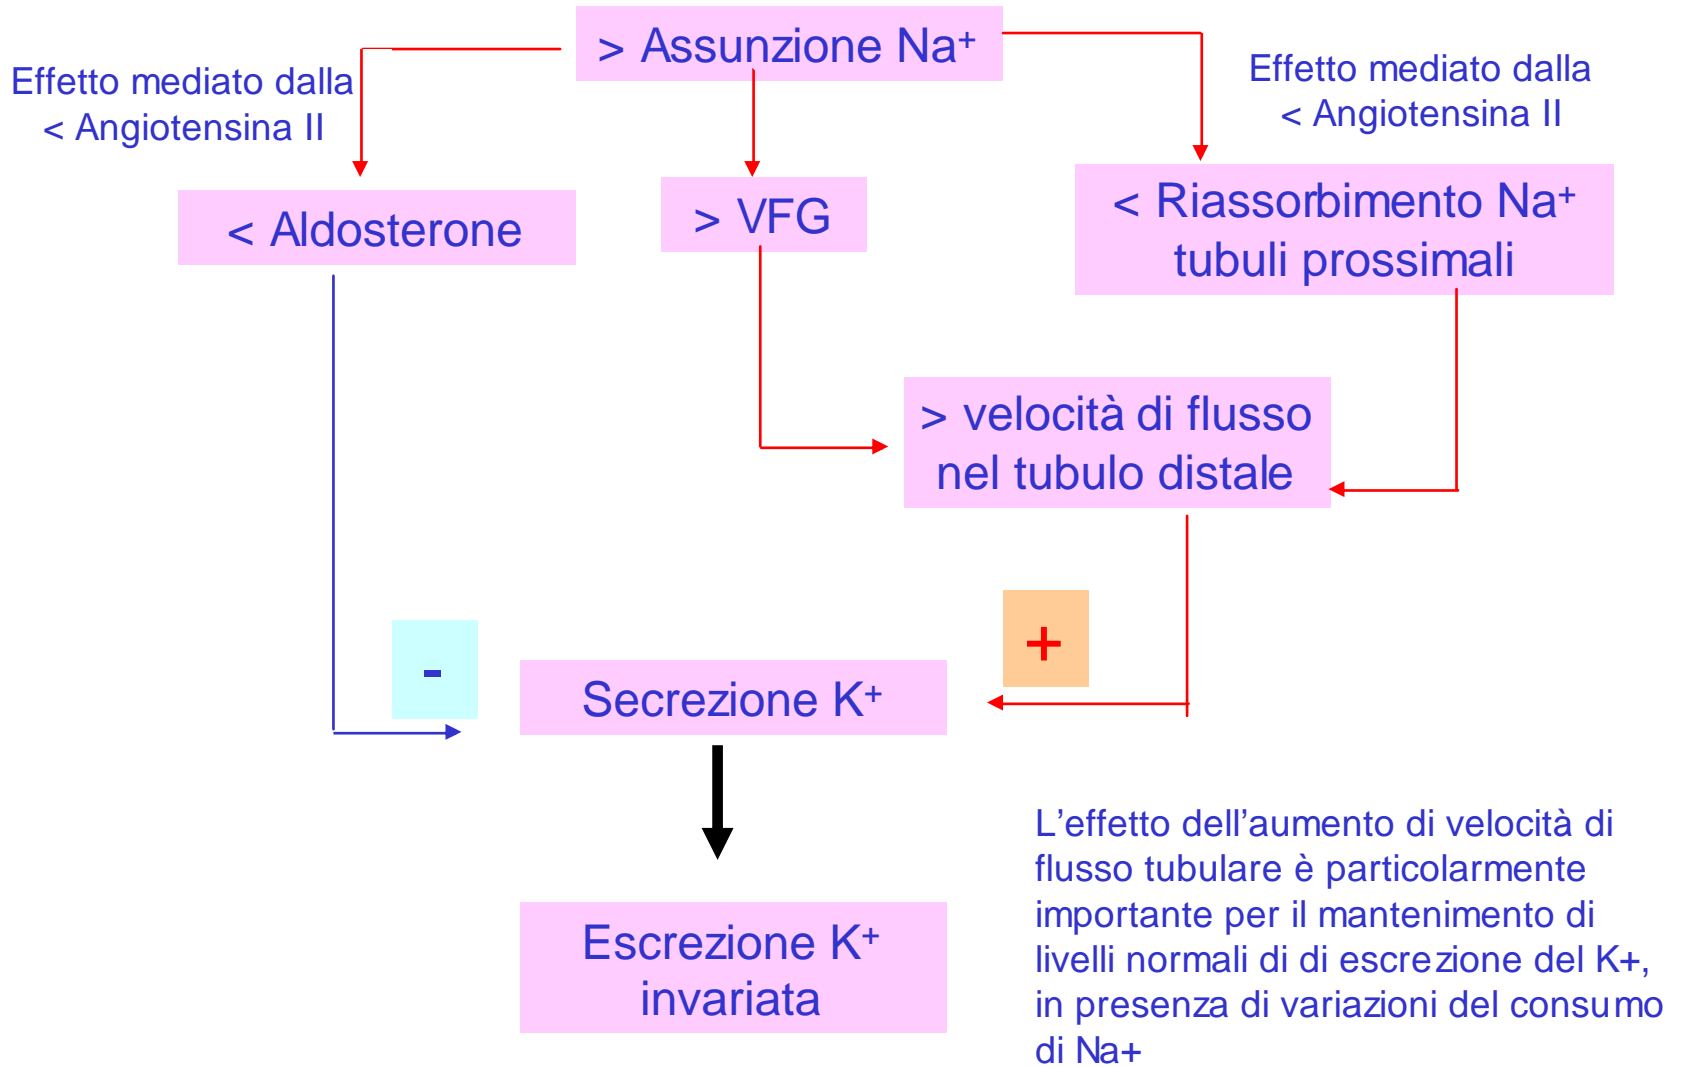 > Assunzione Na⁺
Effetto mediato dalla
< Angiotensina II
Effetto mediato dalla
< Angiotensina II
< Aldosterone
> VFG
< Riassorbimento Na⁺
tubuli prossimali
> velocità di flusso
nel tubulo distale
-
+
Secrezione K⁺
Escrezione K⁺
invariata
L’effetto dell’aumento di velocità di
flusso tubulare è particolarmente
importante per il mantenimento di
livelli normali di di escrezione del K+,
in presenza di variazioni del consumo
di Na+